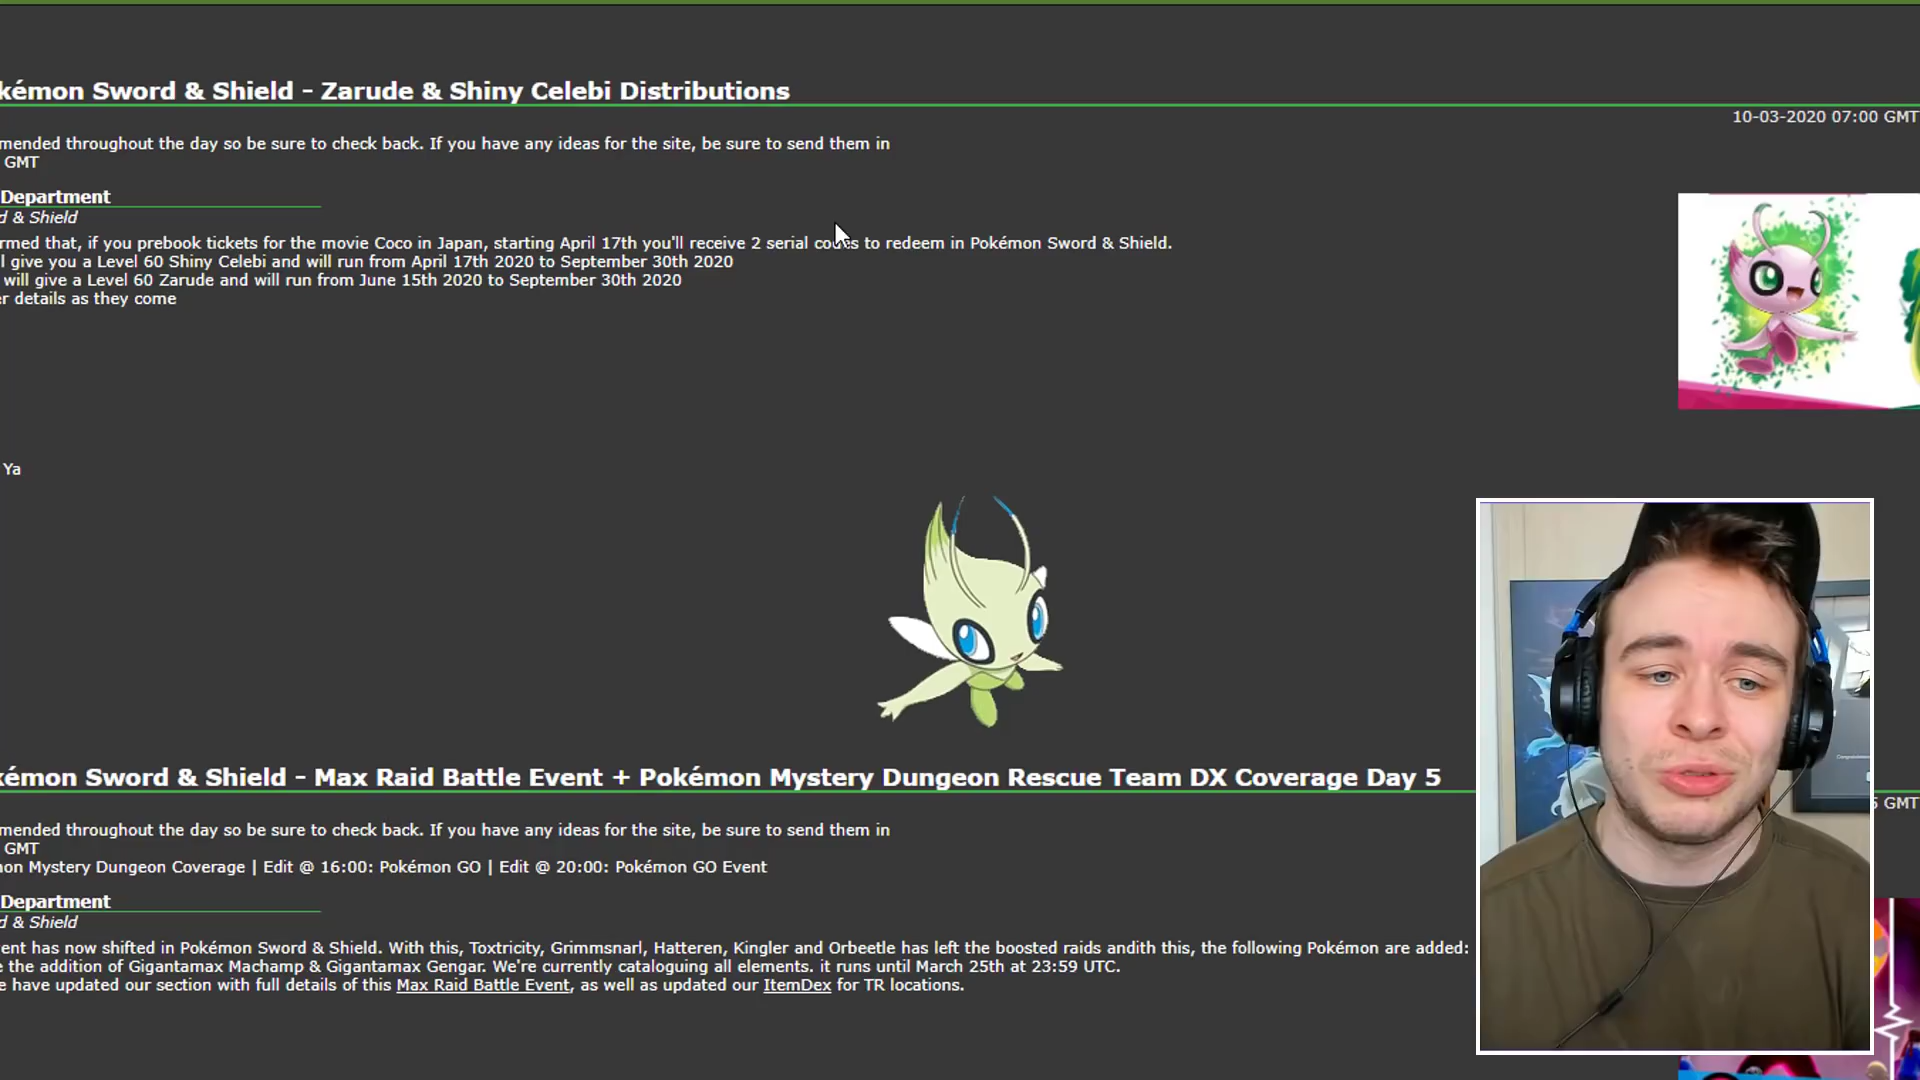 kémon Sword & Shield - Zarude & Shiny Celebi Distributions
10-03-2020 07:00 GMT
mended throughout the day so be sure to check back. If you have any ideas for the site, be sure to send them in
GMT
Department
d & Shield
rmed that, if you prebook tickets for the movie Coco in Japan, starting April 17th you'll receive 2 serial codes to redeem in Pokémon Sword & Shield.
l give you a Level 60 Shiny Celebi and will run from April 17th 2020 to September 30th 2020
will give a Level 60 Zarude and will run from June 15th 2020 to September 30th 2020
er details as they come
Ya
kémon Sword & Shield - Max Raid Battle Event + Pokémon Mystery Dungeon Rescue Team DX Coverage Day 5
5 GMT
mended throughout the day so be sure to check back. If you have any ideas for the site, be sure to send them in
GMT
non Mystery Dungeon Coverage | Edit @ 16:00: Pokémon GO | Edit @ 20:00: Pokémon GO Event
Department
d & Shield
ent has now shifted in Pokémon Sword & Shield. With this, Toxtricity, Grimmsnarl, Hatteren, Kingler and Orbeetle has left the boosted raids andith this, the following Pokémon are added:
e the addition of Gigantamax Machamp & Gigantamax Gengar. We're currently cataloguing all elements. it runs until March 25th at 23:59 UTC.
e have updated our section with full details of this Max Raid Battle Event, as well as updated our ItemDex for TR locations.